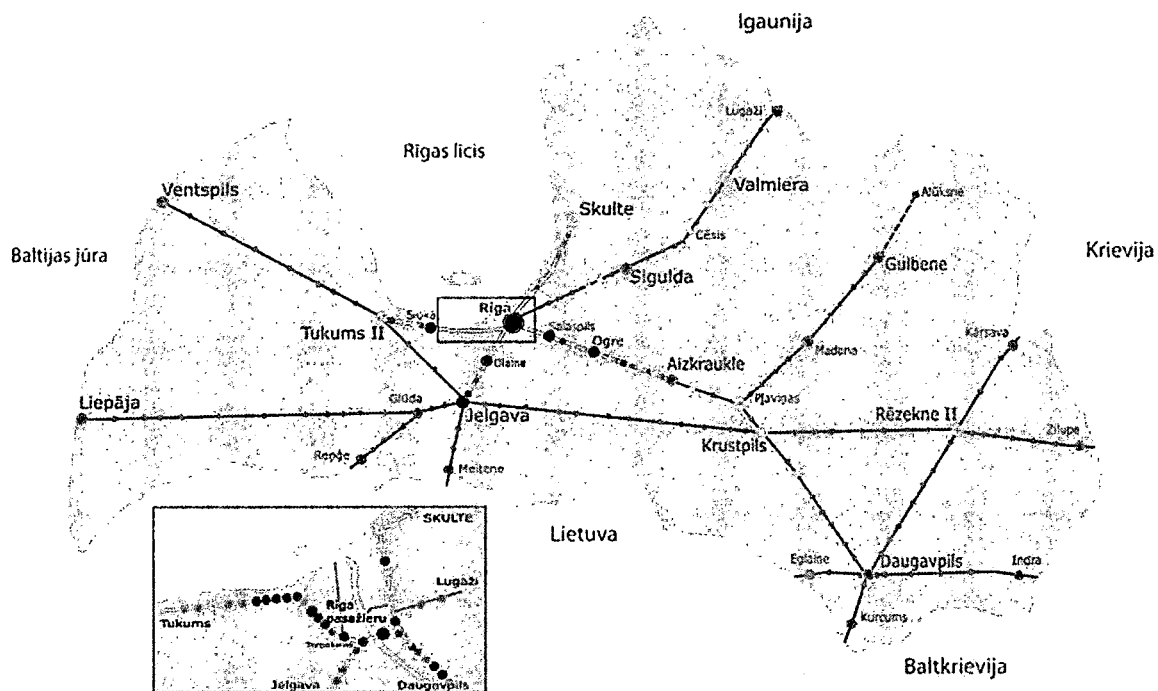 Igaunija
Lugaži
Rīgas līcis
Valmiera
Ventspils
Alūksne
Skulte
Cēsis
Krievija
Baltijas jūra
Gulbene
Sigulda
Rīga
Salaspils
Kārsava
Tukums II
Ogre
Madona
Olaine
Aizkraukle
Liepāja
Glūda
Jelgava
Pļaviņas
Rēzekne II
Zilupe
Krustpils
Meitene
SKULTE
Lietuva
Eglaine
Daugavpils
Indra
Lugaži
Rīga
pasažieru
Tukums
Kurcums
Jelgava
Daugavpils
Baltkrievija